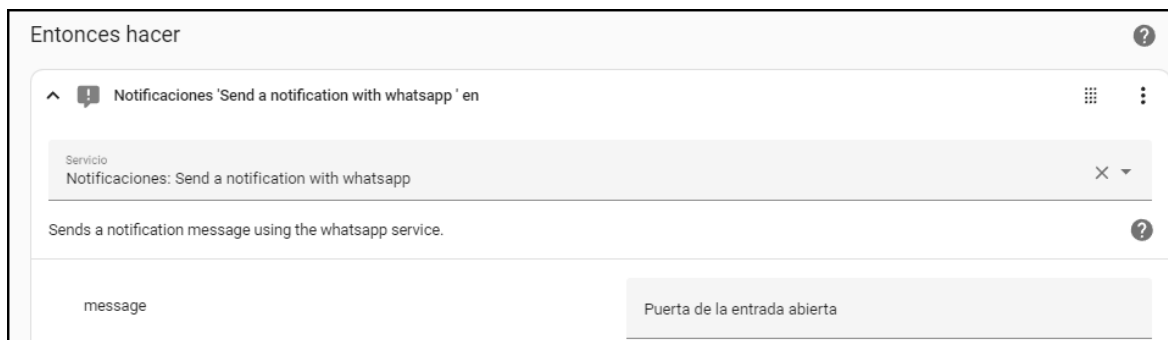 Entonces hacer
Notificaciones 'Send a notification with whatsapp ' en
Servicio
Notificaciones: Send a notification with whatsapp
Sends a notification message using the whatsapp service.
message
Puerta de la entrada abierta